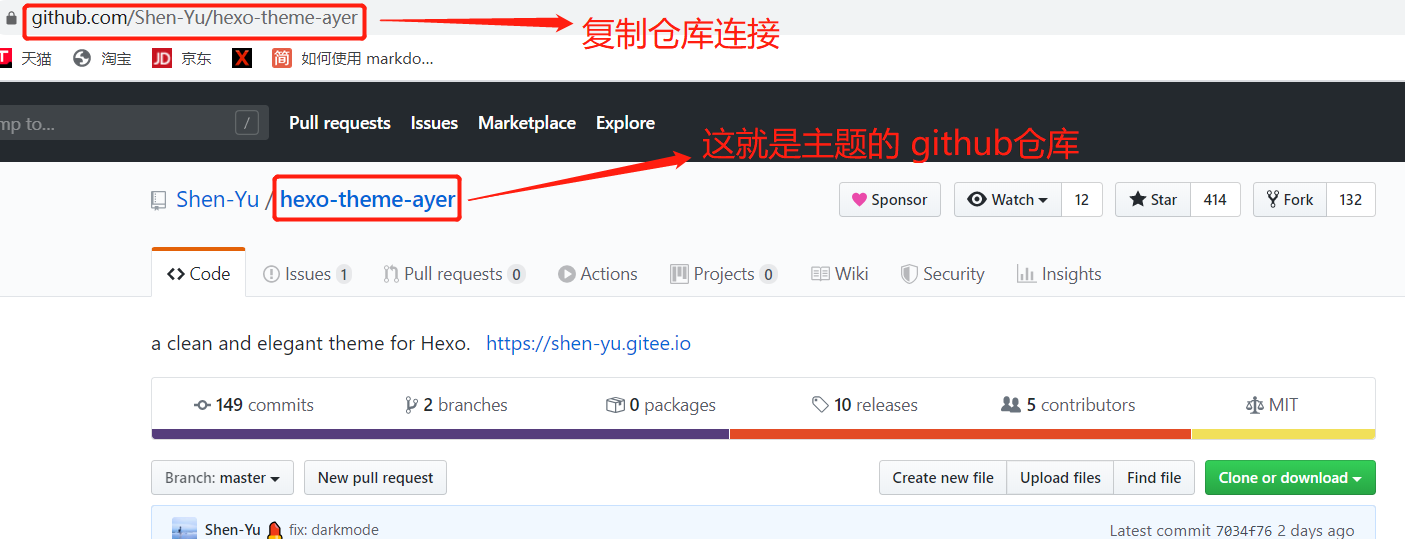 github.com/Shen-Yu/hexo-theme-ayer
复制仓库连接
T 天猫 淘宝 JD 京东 X 简 如何使用 markdo...
mp to... / Pull requests Issues Marketplace Explore
这就是主题的 github仓库
Shen-Yu / hexo-theme-ayer Sponsor Watch 12 Star 414 Fork 132
Code Issues 1 Pull requests 0 Actions Projects 0 Wiki Security Insights
a clean and elegant theme for Hexo. https://shen-yu.gitee.io
149 commits 2 branches 0 packages 10 releases 5 contributors MIT
Branch: master New pull request Create new file Upload files Find file Clone or download
Shen-Yu fix: darkmode Latest commit 7034f76 2 days ago